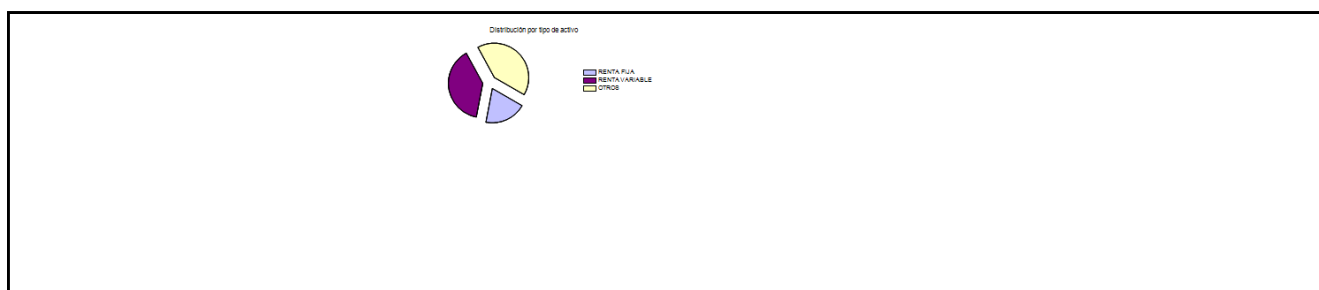 Distribución por tipo de activo
RENTA FIJA
RENTA VARIABLE
OTROS